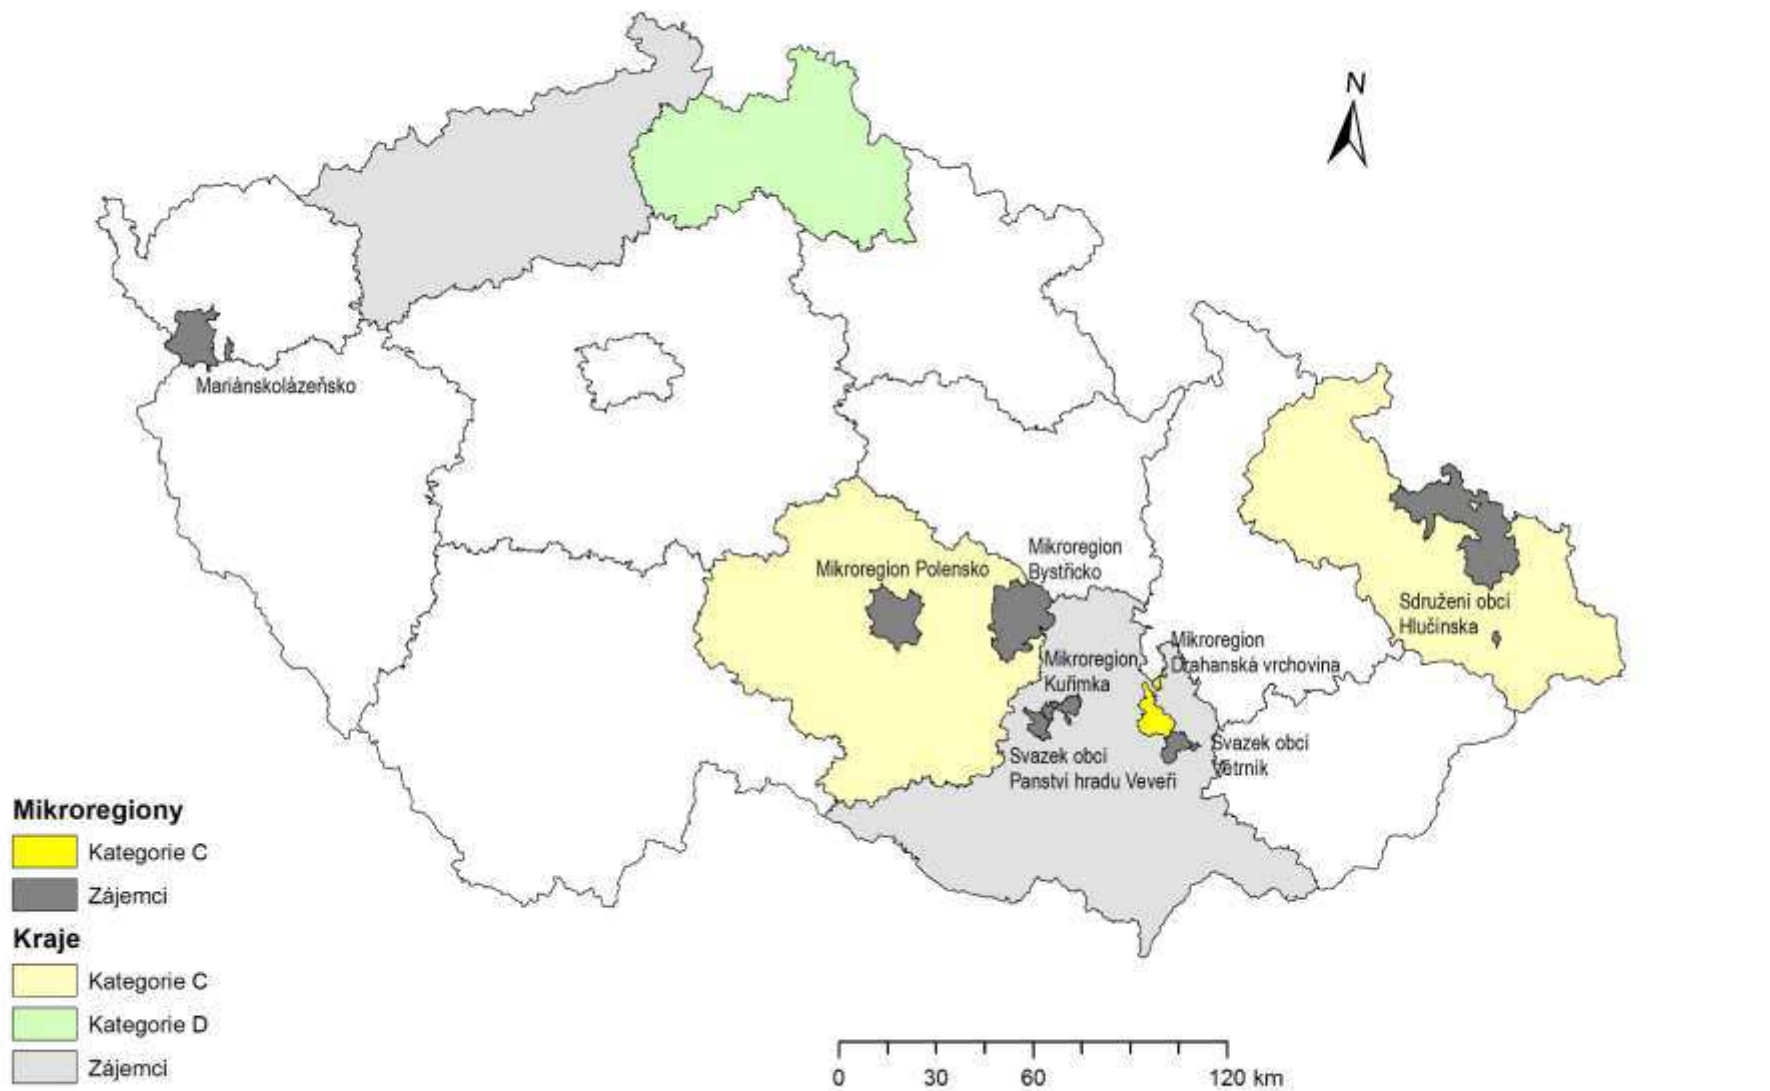 N
Mariánskolázeňsko
Mikroregion Polensko
Mikroregion
Bystřicko
Sdružení obcí
Hlučínska
Mikroregion
Drahanská vrchovina
Mikroregion
Kuřimka
Svazek obcí
Větrník
Svazek obcí
Panství hradu Veveří
Mikroregiony
Kategorie C
Zájemci
Kraje
Kategorie C
Kategorie D
Zájemci
0 30 60 120 km